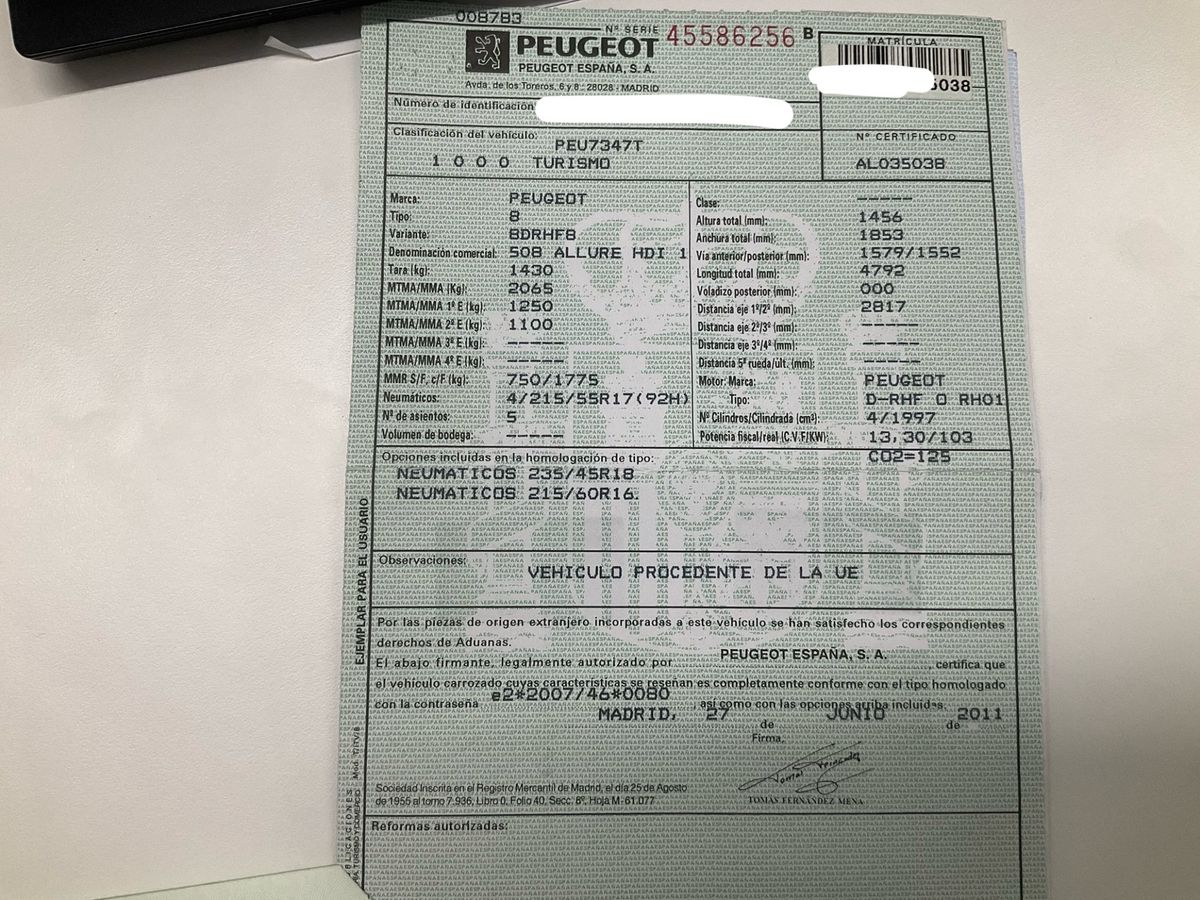 008783
Nº SERIE 45586256 B
PEUGEOT
PEUGEOT ESPAÑA, S. A.
Avda. de los Toreros, 6 y 8 - 28028 - MADRID
MATRÍCULA
5038
Número de identificación:
Clasificación del vehículo:
PEU7347T
1 0 0 0 TURISMO
Nº CERTIFICADO
AL035038
Marca: PEUGEOT
Tipo: 8
Variante: 8DRHF8
Denominación comercial: 508 ALLURE HDI 1
Tara (kg): 1430
MTMA/MMA (Kg): 2065
MTMA/MMA 1º E (kg): 1250
MTMA/MMA 2º E (kg): 1100
MTMA/MMA 3º E (kg): -----
MTMA/MMA 4º E (kg): -----
MMR S/F, c/F (kg): 750/1775
Neumáticos: 4/215/55R17(92H)
Nº de asientos: 5
Volumen de bodega: -----
Clase: -----
Altura total (mm): 1456
Anchura total (mm): 1853
Vía anterior/posterior (mm): 1579/1552
Longitud total (mm): 4792
Voladizo posterior (mm): 000
Distancia eje 1º/2º (mm): 2817
Distancia eje 2º/3º (mm): -----
Distancia eje 3º/4º (mm): -----
Distancia 5ª rueda/últ. (mm): -----
Motor: Marca: PEUGEOT
Tipo: D-RHF O RH01
Nº Cilindros/Cilindrada (cm³): 4/1997
Potencia fiscal/real (C.V.F/KW): 13,30/103
CO2=125
Opciones incluidas en la homologación de tipo:
NEUMATICOS 235/45R18
NEUMATICOS 215/60R16.
Observaciones:
VEHICULO PROCEDENTE DE LA UE
Por las piezas de origen extranjero incorporadas a este vehículo se han satisfecho los correspondientes
derechos de Aduanas.
El abajo firmante, legalmente autorizado por PEUGEOT ESPAÑA, S. A. , certifica que
el vehículo carrozado cuyas características se reseñan es completamente conforme con el tipo homologado
con la contraseña e2*2007/46*0080 , así como con las opciones arriba incluidas.
MADRID, 27 de JUNIO de 2011
Firma,
Tomas Fernandez
TOMAS FERNANDEZ MENA
Sociedad Inscrita en el Registro Mercantil de Madrid, el día 25 de Agosto
de 1955 al tomo 7.936, Libro 0, Folio 40, Secc. 8ª, Hoja M- 61.077
Reformas autorizadas:
EJEMPLAR PARA EL USUARIO